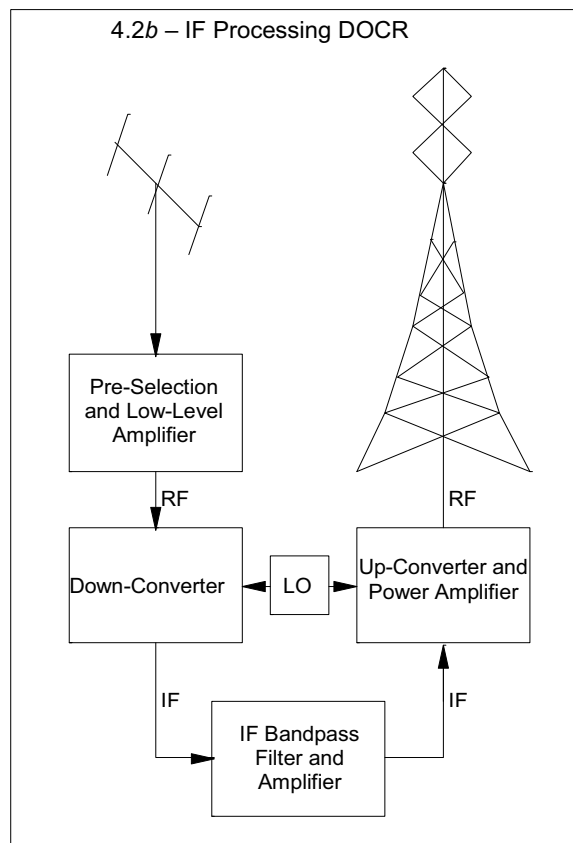 4.2b – IF Processing DOCR
Pre-Selection
and Low-Level
Amplifier
RF
RF
Down-Converter
LO
Up-Converter and
Power Amplifier
IF
IF
IF Bandpass
Filter and
Amplifier